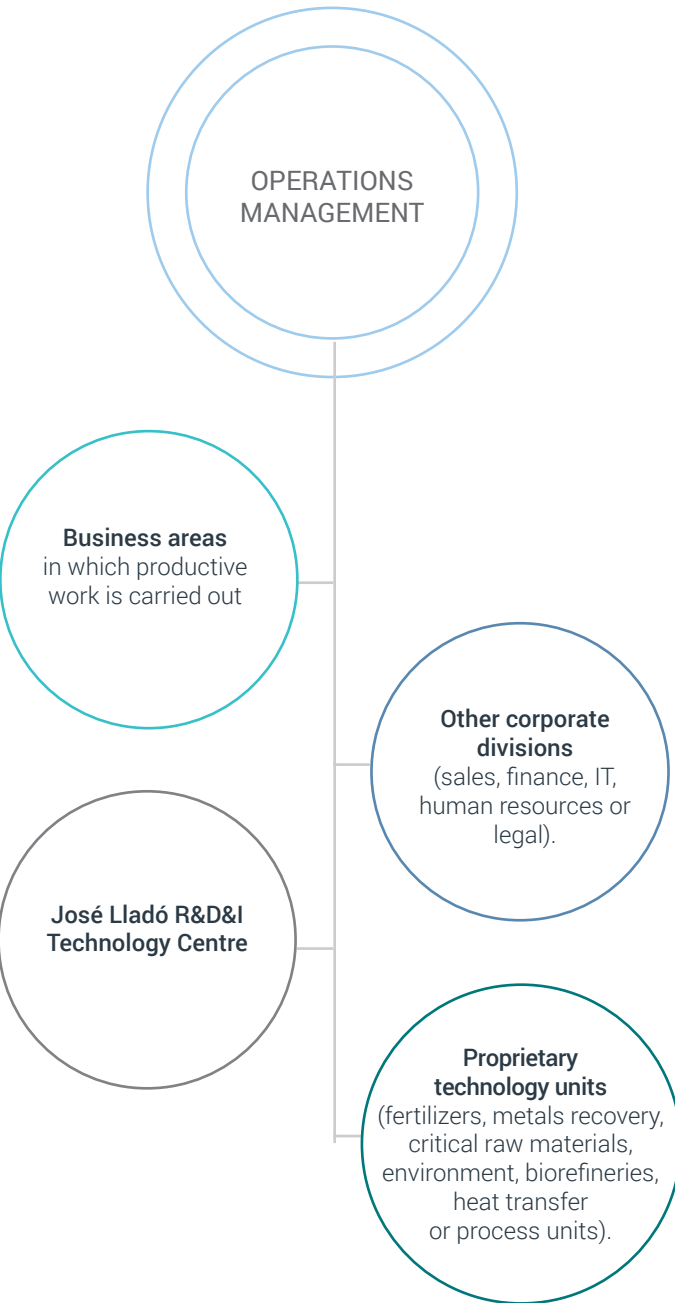 OPERATIONS
MANAGEMENT
Business areas
in which productive
work is carried out
Other corporate
divisions
(sales, finance, IT,
human resources or
legal).
José Lladó R&D&I
Technology Centre
Proprietary
technology units
(fertilizers, metals recovery,
critical raw materials,
environment, biorefineries,
heat transfer
or process units).